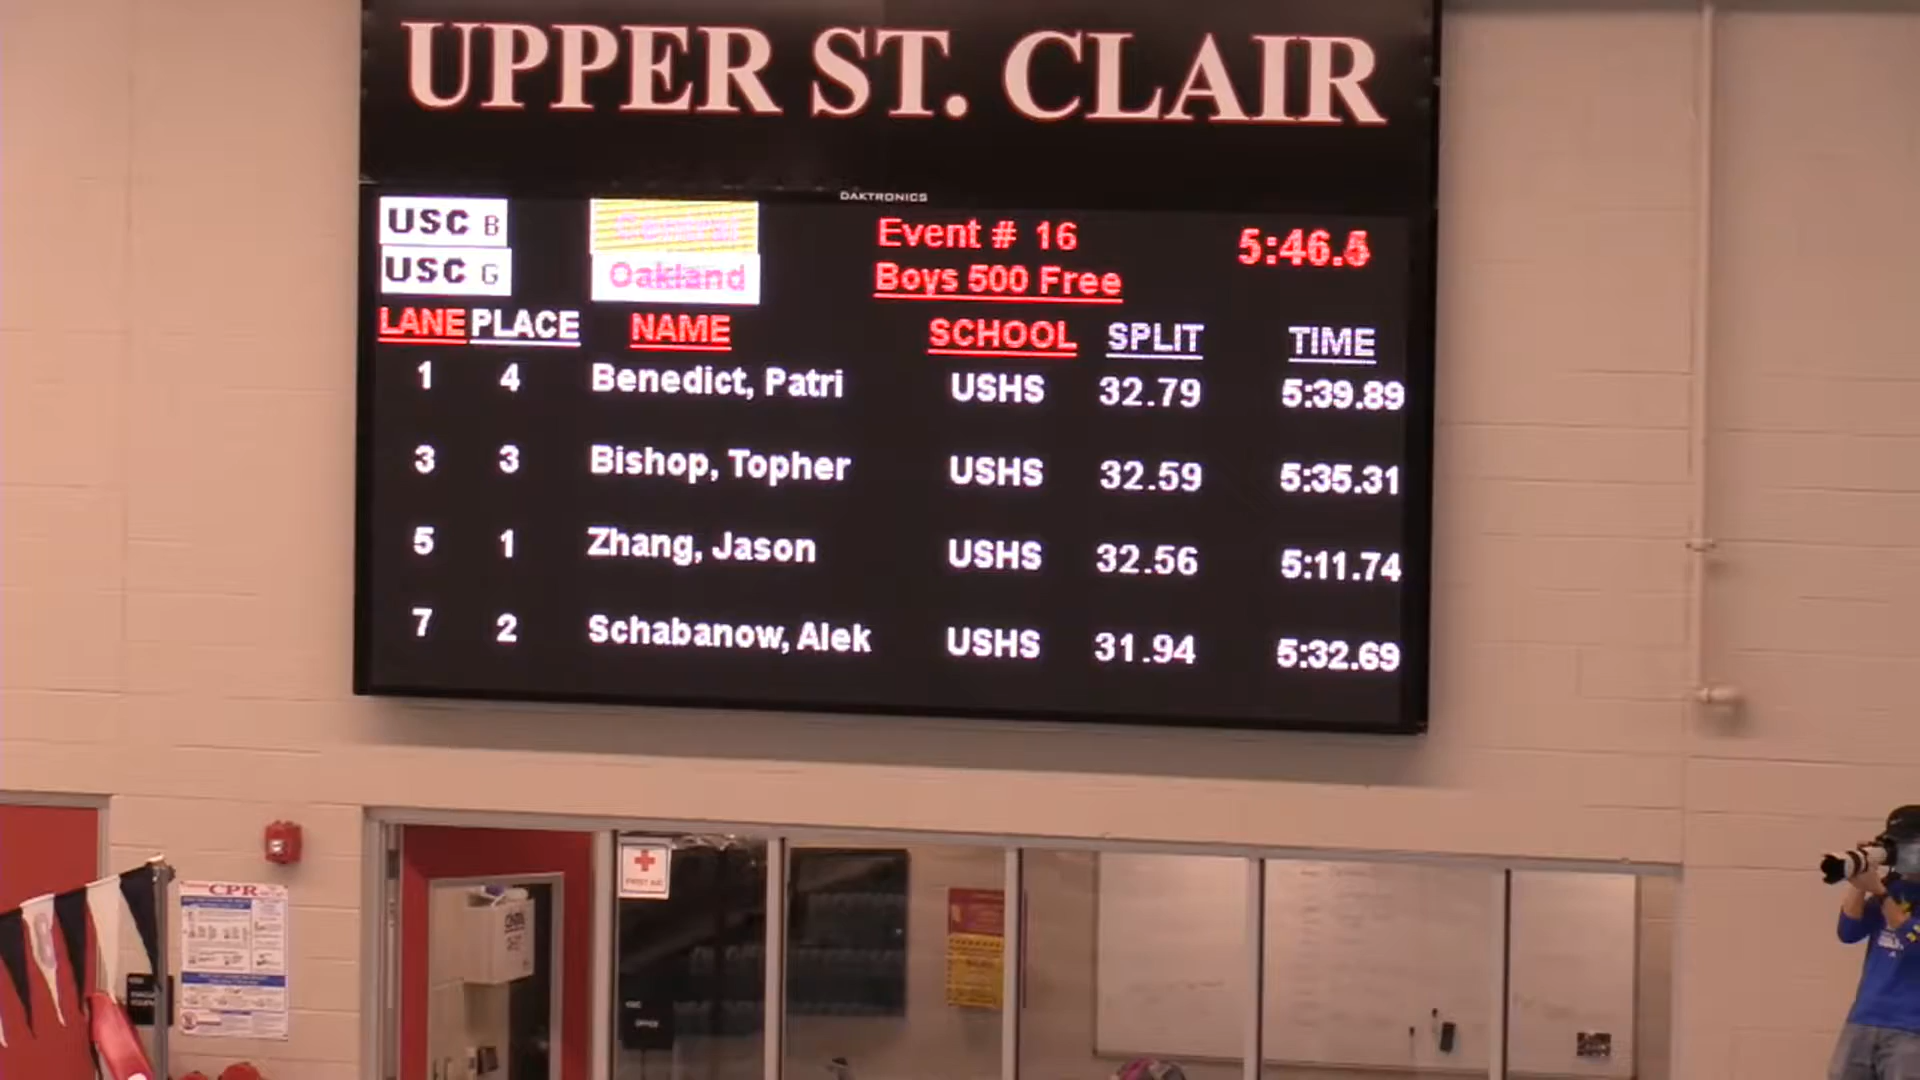 UPPER ST. CLAIR
DAKTRONICS
USC B
USC G Oakland
Event # 16
Boys 500 Free
5:46.5
LANE PLACE NAME SCHOOL SPLIT TIME
1 4 Benedict, Patri USHS 32.79 5:39.89
3 3 Bishop, Topher USHS 32.59 5:35.31
5 1 Zhang, Jason USHS 32.56 5:11.74
7 2 Schabanow, Alek USHS 31.94 5:32.69
CPR
FIRST AID
OFFICE